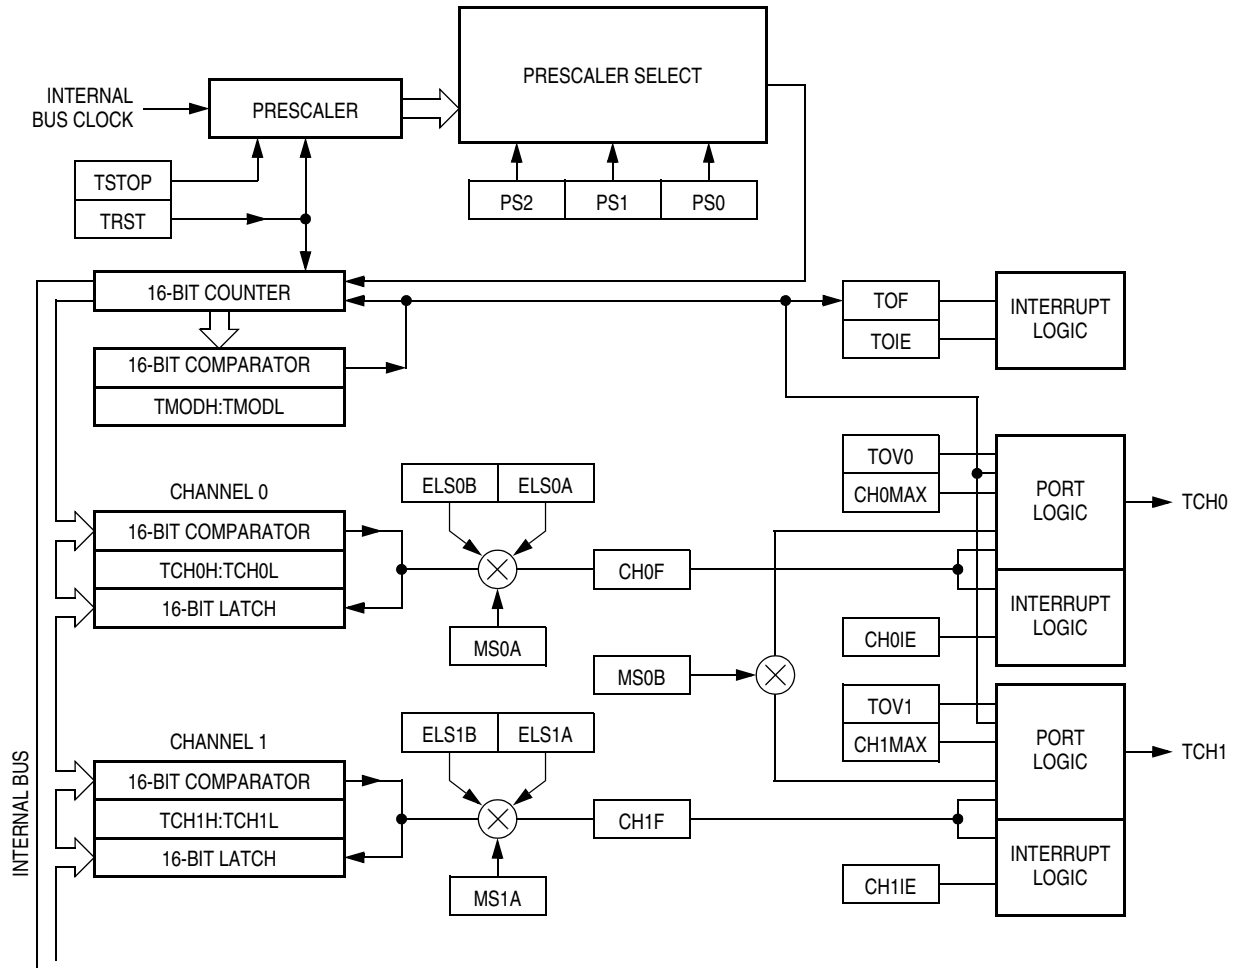 PRESCALER SELECT
INTERNAL
BUS CLOCK
PRESCALER
TSTOP
TRST
PS2
PS1
PS0
16-BIT COUNTER
TOF
TOIE
INTERRUPT
LOGIC
16-BIT COMPARATOR
TMODH:TMODL
CHANNEL 0
16-BIT COMPARATOR
TCH0H:TCH0L
16-BIT LATCH
ELS0B
ELS0A
MS0A
CH0F
TOV0
CH0MAX
PORT
LOGIC
TCH0
INTERRUPT
LOGIC
CH0IE
MS0B
CHANNEL 1
16-BIT COMPARATOR
TCH1H:TCH1L
16-BIT LATCH
ELS1B
ELS1A
MS1A
CH1F
TOV1
CH1MAX
PORT
LOGIC
TCH1
INTERRUPT
LOGIC
CH1IE
INTERNAL BUS